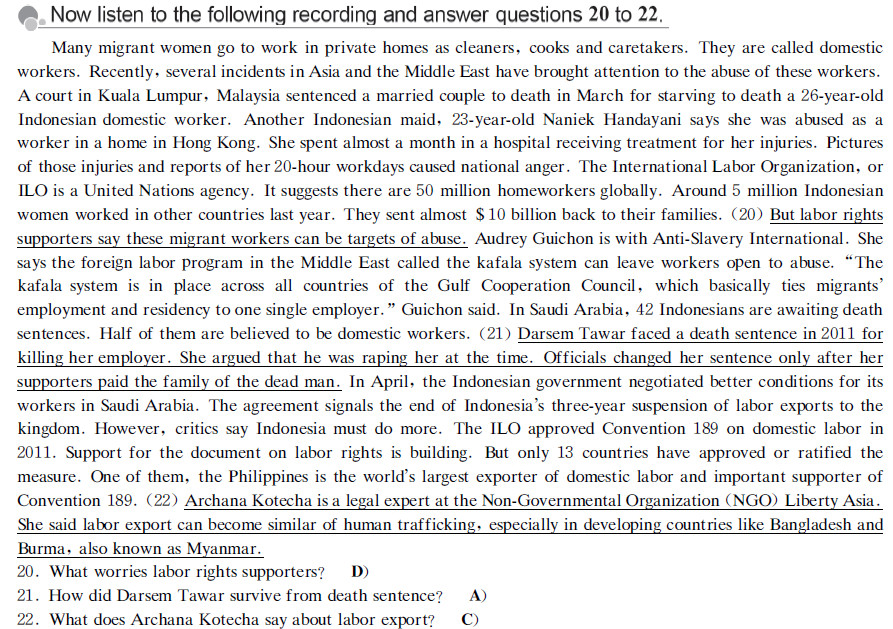 Now listen to the following recording and answer questions 20 to 22.
Many migrant women go to work in private homes as cleaners, cooks and caretakers. They are called domestic
workers. Recently, several incidents in Asia and the Middle East have brought attention to the abuse of these workers.
A court in Kuala Lumpur, Malaysia sentenced a married couple to death in March for starving to death a 26-year-old
Indonesian domestic worker. Another Indonesian maid, 23-year-old Naniek Handayani says she was abused as a
worker in a home in Hong Kong. She spent almost a month in a hospital receiving treatment for her injuries. Pictures
of those injuries and reports of her 20-hour workdays caused national anger. The International Labor Organization, or
ILO is a United Nations agency. It suggests there are 50 million homeworkers globally. Around 5 million Indonesian
women worked in other countries last year. They sent almost $10 billion back to their families. (20) But labor rights
supporters say these migrant workers can be targets of abuse. Audrey Guichon is with Anti-Slavery International. She
says the foreign labor program in the Middle East called the kafala system can leave workers open to abuse. “The
kafala system is in place across all countries of the Gulf Cooperation Council, which basically ties migrants’
employment and residency to one single employer.” Guichon said. In Saudi Arabia, 42 Indonesians are awaiting death
sentences. Half of them are believed to be domestic workers. (21) Darsem Tawar faced a death sentence in 2011 for
killing her employer. She argued that he was raping her at the time. Officials changed her sentence only after her
supporters paid the family of the dead man. In April, the Indonesian government negotiated better conditions for its
workers in Saudi Arabia. The agreement signals the end of Indonesia’s three-year suspension of labor exports to the
kingdom. However, critics say Indonesia must do more. The ILO approved Convention 189 on domestic labor in
2011. Support for the document on labor rights is building. But only 13 countries have approved or ratified the
measure. One of them, the Philippines is the world’s largest exporter of domestic labor and important supporter of
Convention 189. (22) Archana Kotecha is a legal expert at the Non-Governmental Organization (NGO) Liberty Asia.
She said labor export can become similar of human trafficking, especially in developing countries like Bangladesh and
Burma, also known as Myanmar.
20. What worries labor rights supporters? D)
21. How did Darsem Tawar survive from death sentence? A)
22. What does Archana Kotecha say about labor export? C)